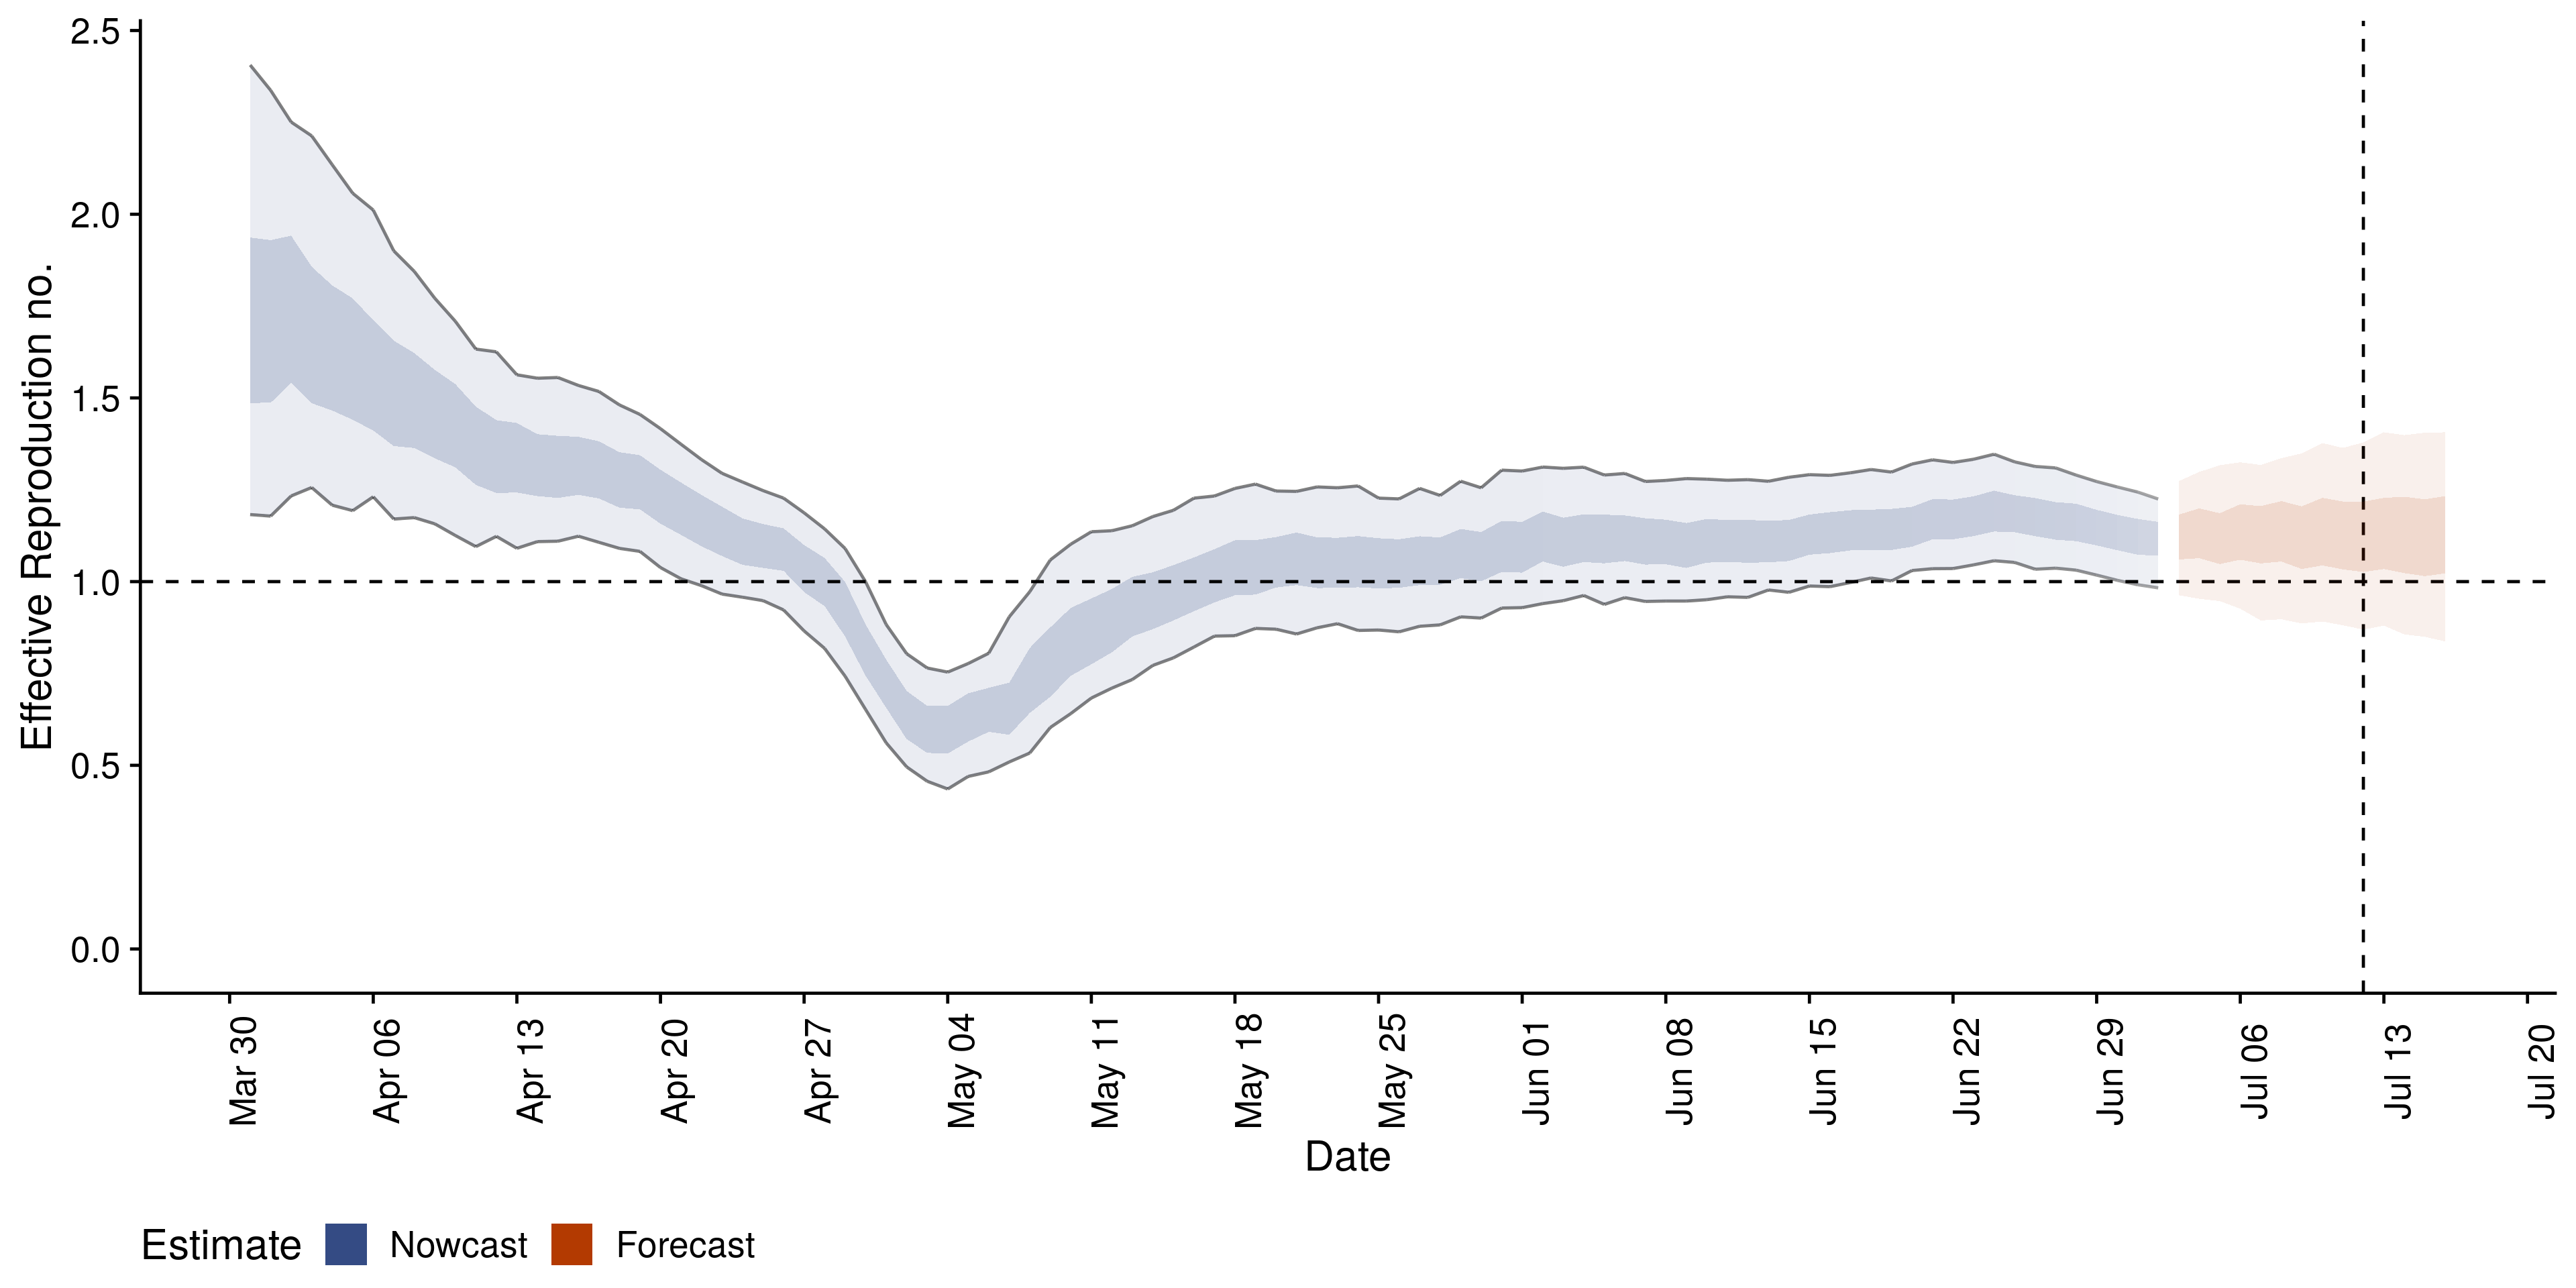 Effective Reproduction no.
2.5
2.0
1.5
1.0
0.5
0.0
Mar 30
Apr 06
Apr 13
Apr 20
Apr 27
May 04
May 11
May 18
May 25
Jun 01
Jun 08
Jun 15
Jun 22
Jun 29
Jul 06
Jul 13
Jul 20
Date
Estimate Nowcast Forecast